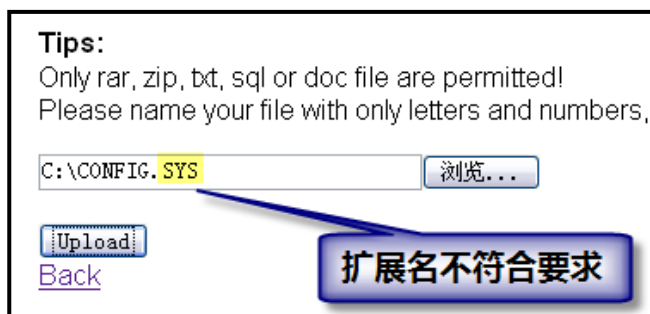 Tips:
Only rar, zip, txt, sql or doc file are permitted!
Please name your file with only letters and numbers,
C:\CONFIG.SYS 浏览...
Upload
扩展名不符合要求
Back